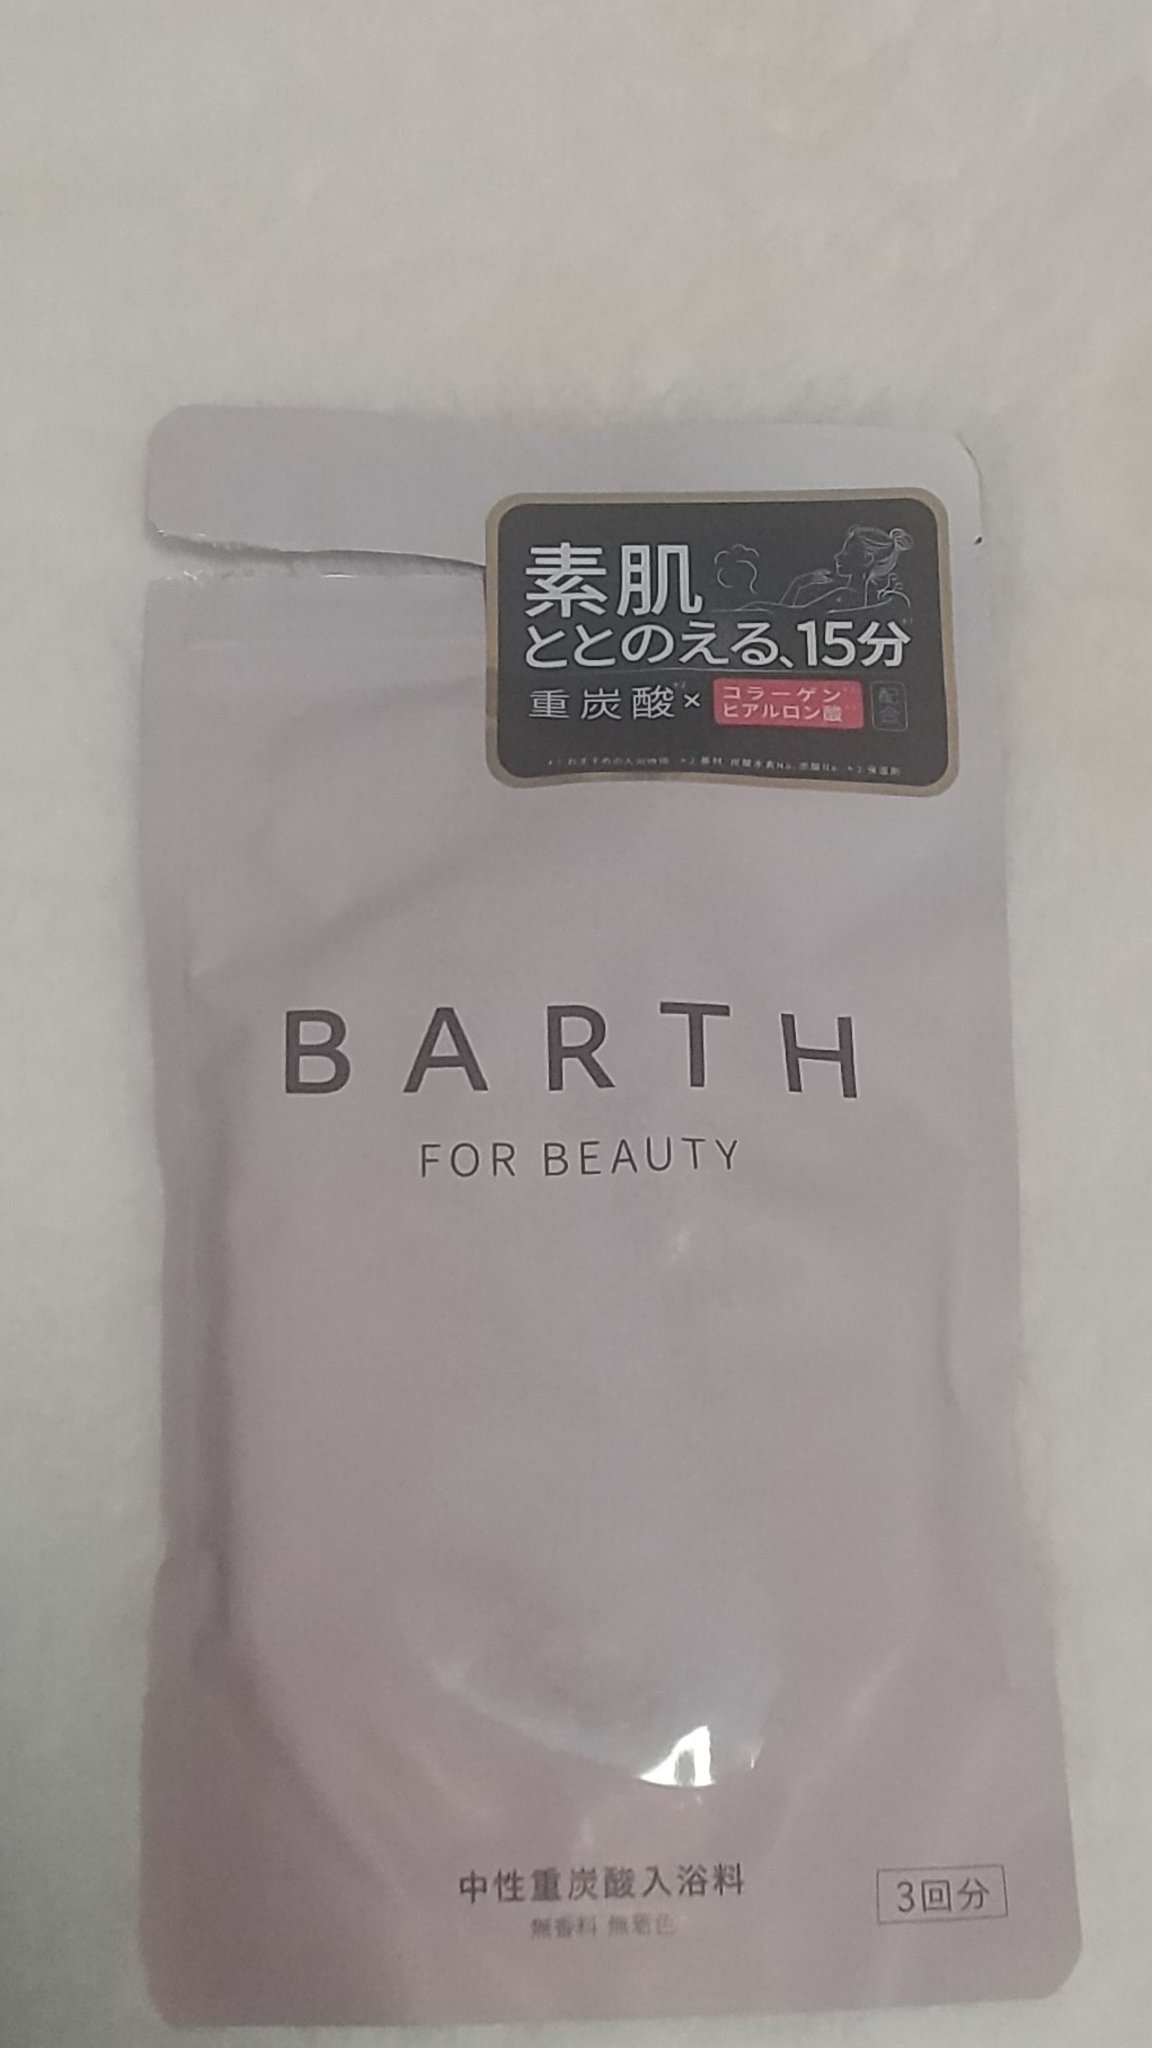 素肌
ととのえる、15分
重炭酸 × コラーゲン ヒアルロン酸 配合
BARTH
FOR BEAUTY
中性重炭酸入浴料
無香料 無着色
3回分